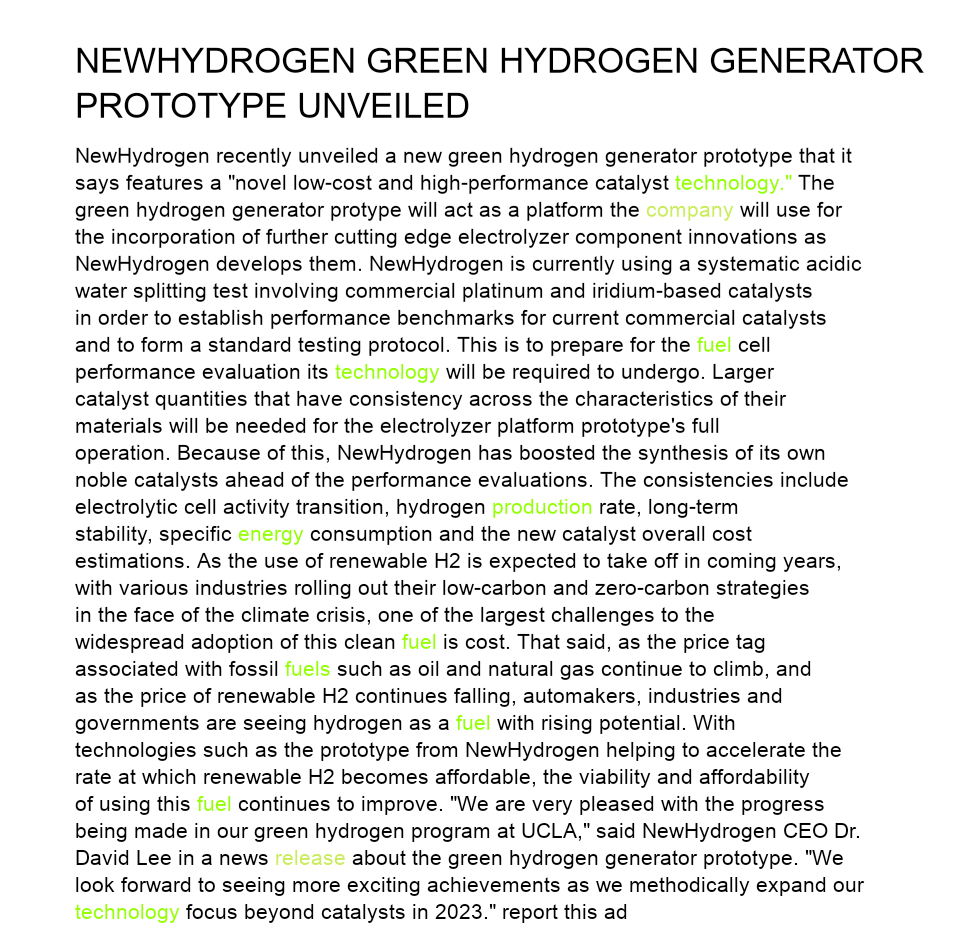 NEWHYDROGEN GREEN HYDROGEN GENERATOR
PROTOTYPE UNVEILED
NewHydrogen recently unveiled a new green hydrogen generator prototype that it
says features a "novel low-cost and high-performance catalyst technology." The
green hydrogen generator protype will act as a platform the company will use for
the incorporation of further cutting edge electrolyzer component innovations as
NewHydrogen develops them. NewHydrogen is currently using a systematic acidic
water splitting test involving commercial platinum and iridium-based catalysts
in order to establish performance benchmarks for current commercial catalysts
and to form a standard testing protocol. This is to prepare for the fuel cell
performance evaluation its technology will be required to undergo. Larger
catalyst quantities that have consistency across the characteristics of their
materials will be needed for the electrolyzer platform prototype's full
operation. Because of this, NewHydrogen has boosted the synthesis of its own
noble catalysts ahead of the performance evaluations. The consistencies include
electrolytic cell activity transition, hydrogen production rate, long-term
stability, specific energy consumption and the new catalyst overall cost
estimations. As the use of renewable H2 is expected to take off in coming years,
with various industries rolling out their low-carbon and zero-carbon strategies
in the face of the climate crisis, one of the largest challenges to the
widespread adoption of this clean fuel is cost. That said, as the price tag
associated with fossil fuels such as oil and natural gas continue to climb, and
as the price of renewable H2 continues falling, automakers, industries and
governments are seeing hydrogen as a fuel with rising potential. With
technologies such as the prototype from NewHydrogen helping to accelerate the
rate at which renewable H2 becomes affordable, the viability and affordability
of using this fuel continues to improve. "We are very pleased with the progress
being made in our green hydrogen program at UCLA," said NewHydrogen CEO Dr.
David Lee in a news release about the green hydrogen generator prototype. "We
look forward to seeing more exciting achievements as we methodically expand our
technology focus beyond catalysts in 2023." report this ad